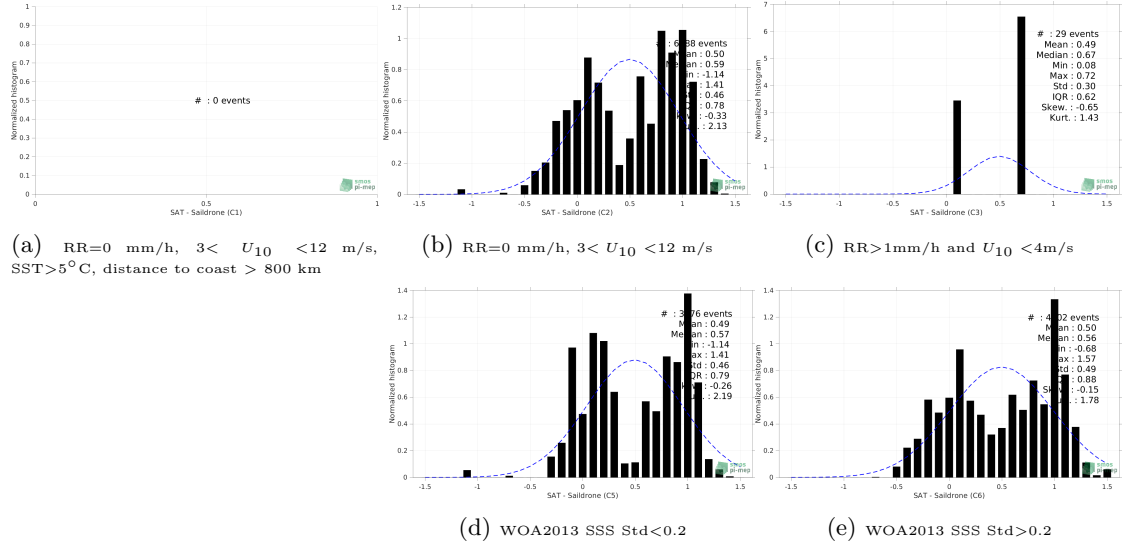 1
0.9
0.8
0.7
0.6
0.5
0.4
0.3
0.2
0.1
0
Normalized histogram
# : 0 events
smos
pi-mep
0 0.5 1
SAT - Saildrone (C1)
(a) RR=0 mm/h, 3< U10 <12 m/s,
SST>5°C, distance to coast > 800 km
1.2
1
0.8
0.6
0.4
0.2
0
Normalized histogram
events
: 0.50
: 0.59
: -1.14
: 1.41
: 0.46
: 0.78
: -0.33
: 2.13
smos
pi-mep
-1.5 -1 -0.5 0 0.5 1 1.5
SAT - Saildrone (C2)
(b) RR=0 mm/h, 3< U10 <12 m/s
7
6
5
4
3
2
1
0
Normalized histogram
# : 29 events
Mean : 0.49
Median : 0.67
Min : 0.08
Max : 0.72
Std : 0.30
IQR : 0.62
Skew. : -0.65
Kurt. : 1.43
smos
pi-mep
-1.5 -1 -0.5 0 0.5 1 1.5
SAT - Saildrone (C3)
(c) RR>1mm/h and U10 <4m/s
1.4
1.2
1
0.8
0.6
0.4
0.2
0
Normalized histogram
events
: 0.49
: 0.57
: -1.14
: 1.41
: 0.46
: 0.79
: -0.26
: 2.19
smos
pi-mep
-1.5 -1 -0.5 0 0.5 1 1.5
SAT - Saildrone (C5)
(d) WOA2013 SSS Std<0.2
1.4
1.2
1
0.8
0.6
0.4
0.2
0
Normalized histogram
events
: 0.50
: 0.56
: -0.68
: 1.57
: 0.49
: 0.88
: -0.15
: 1.78
smos
pi-mep
-1.5 -1 -0.5 0 0.5 1 1.5
SAT - Saildrone (C6)
(e) WOA2013 SSS Std>0.2